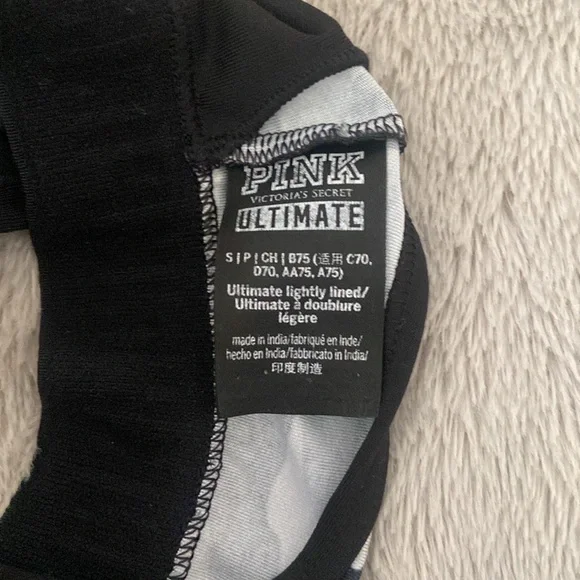 PINK
VICTORIA'S SECRET
ULTIMATE
S | P | CH | B75 (适用 C70,
D70, AA75, A75)
Ultimate lightly lined/
Ultimate à doublure
légère
made in India/fabriqué en Inde/
hecho en India/fabbricato in India/
印度制造